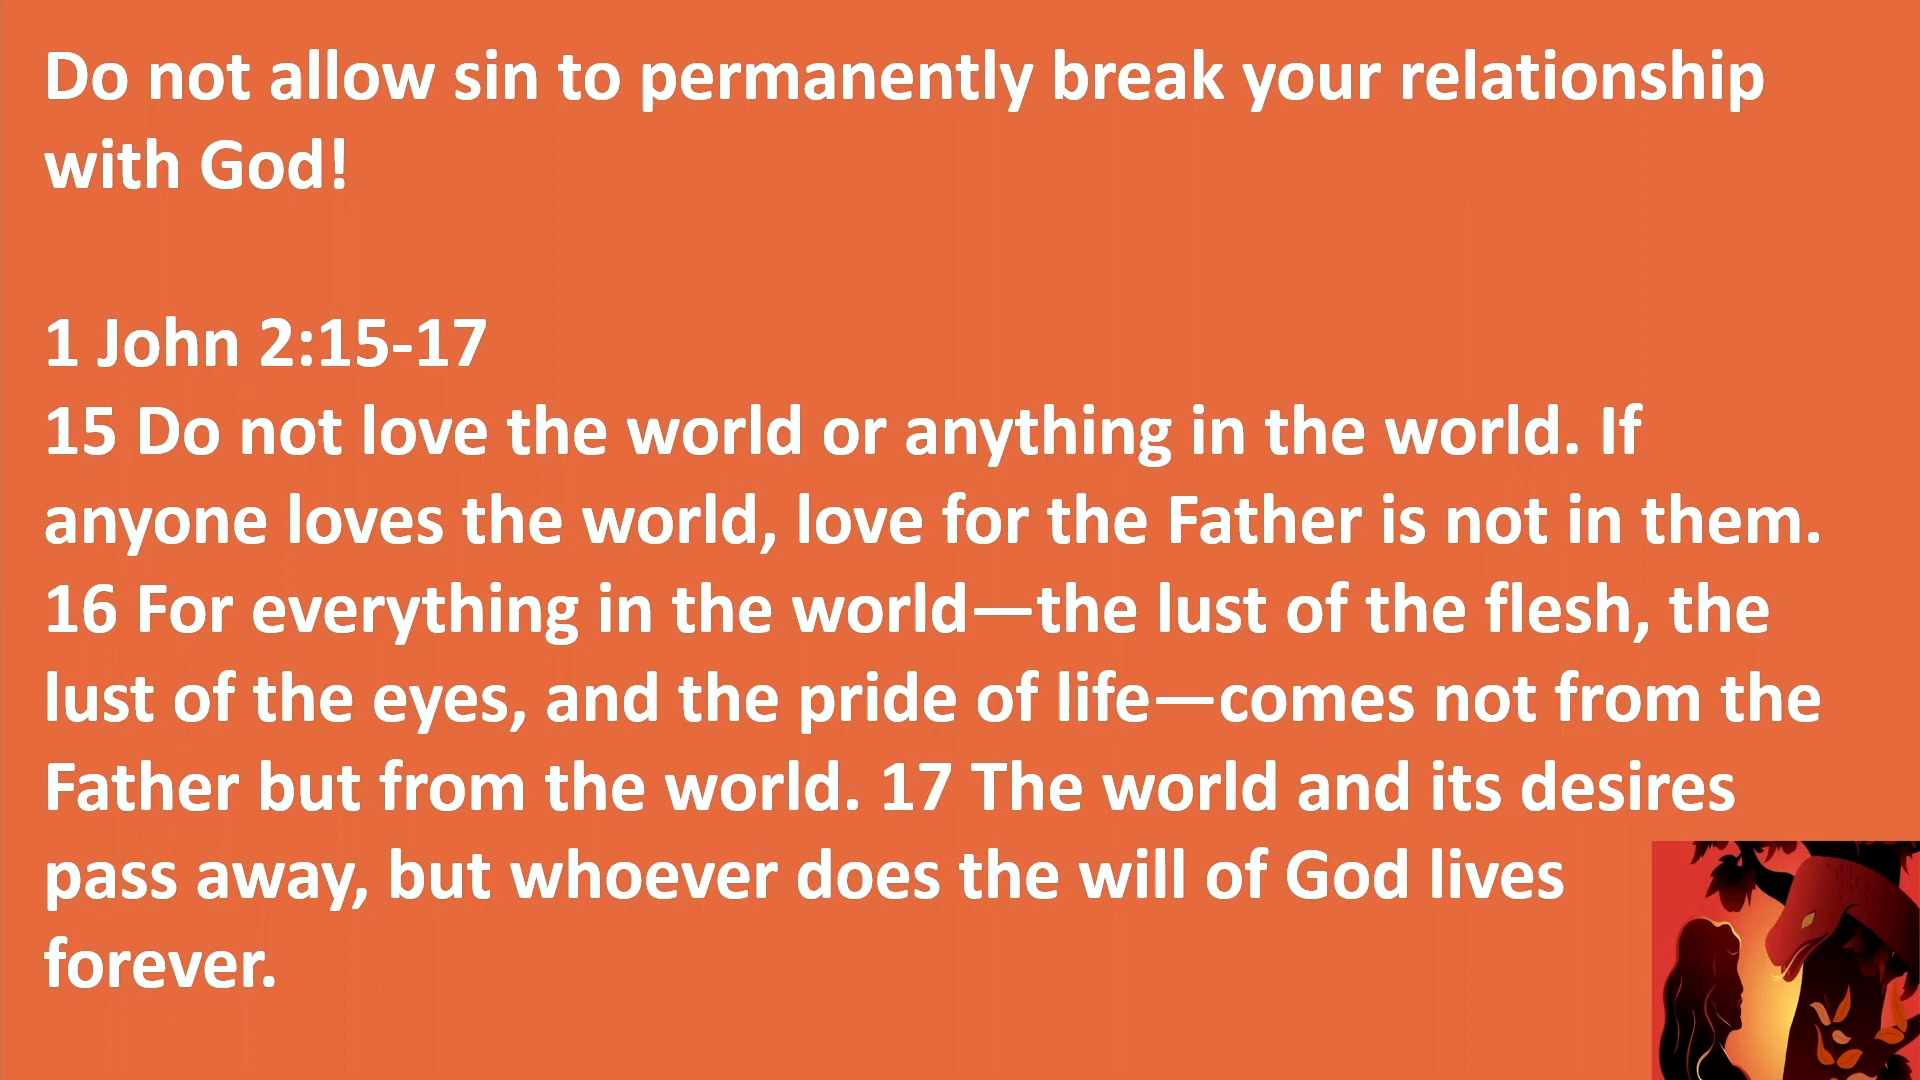 Do not allow sin to permanently break your relationship
with God!
1 John 2:15-17
15 Do not love the world or anything in the world. If
anyone loves the world, love for the Father is not in them.
16 For everything in the world—the lust of the flesh, the
lust of the eyes, and the pride of life—comes not from the
Father but from the world. 17 The world and its desires
pass away, but whoever does the will of God lives
forever.